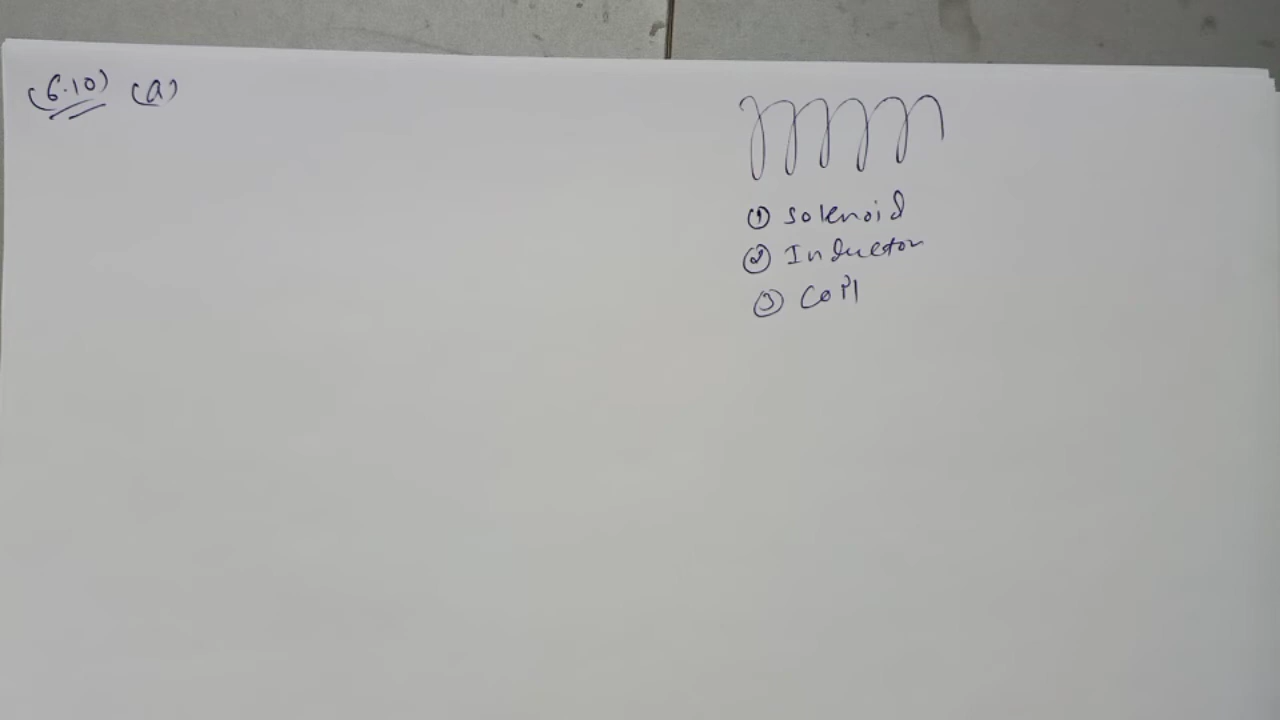 (6.10) (a)
① Solenoid
② Inductor
③ Coil